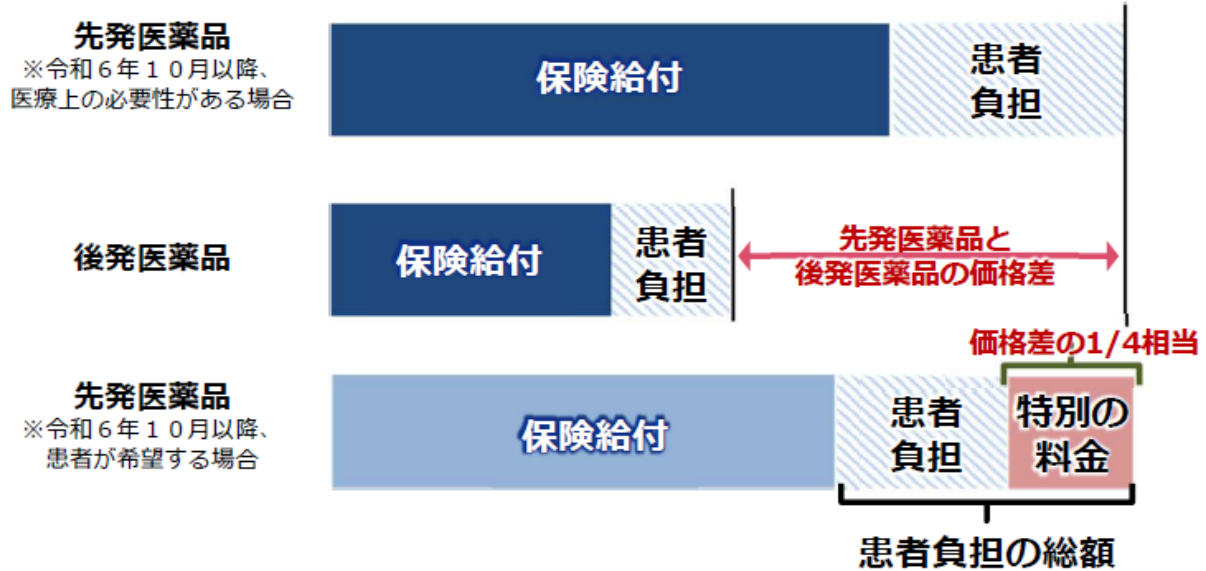 先発医薬品
※令和６年１０月以降、
医療上の必要性がある場合
保険給付
患者
負担
後発医薬品
保険給付
患者
負担
先発医薬品と
後発医薬品の価格差
価格差の1/4相当
先発医薬品
※令和６年１０月以降、
患者が希望する場合
保険給付
患者
負担
特別の
料金
患者負担の総額